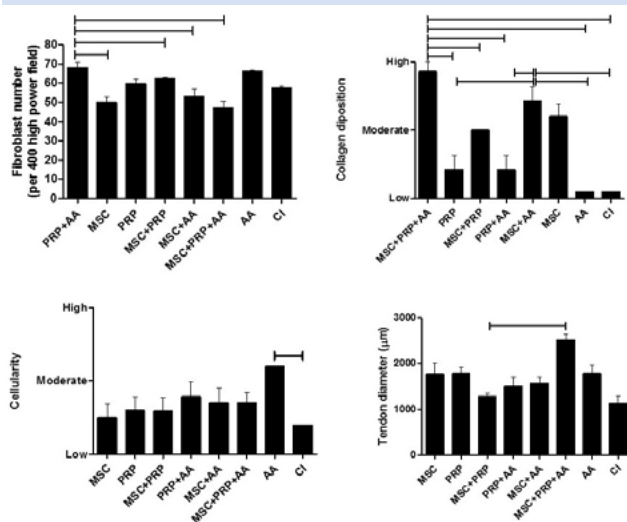 Fibroblast number
(per 400 high power field)
80
70
60
50
40
30
20
10
0
PRP+AA
MSC
PRP
MSC+PRP
MSC+AA
MSC+PRP+AA
AA
CI
Collagen diposition
High
Moderate
Low
MSC+PRP+AA
PRP
MSC+PRP
PRP+AA
MSC+AA
MSC
AA
CI
Cellularity
High
Moderate
Low
MSC
PRP
MSC+PRP
PRP+AA
MSC+AA
MSC+PRP+AA
AA
CI
Tendon diameter (μm)
3000
2000
1000
0
MSC
PRP
MSC+PRP
PRP+AA
MSC+AA
MSC+PRP+AA
AA
CI